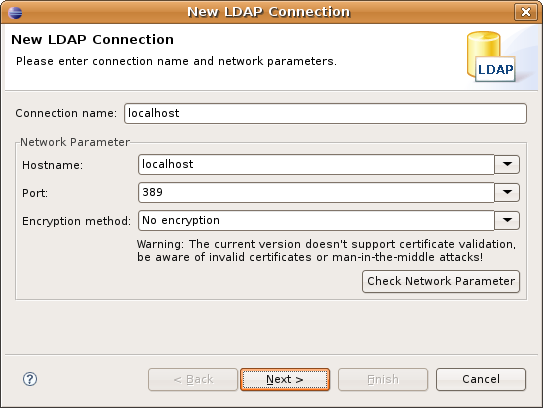 New LDAP Connection
New LDAP Connection
Please enter connection name and network parameters.
LDAP
Connection name: localhost
Network Parameter
Hostname: localhost
Port: 389
Encryption method: No encryption
Warning: The current version doesn't support certificate validation,
be aware of invalid certificates or man-in-the-middle attacks!
Check Network Parameter
? < Back Next > Finish Cancel